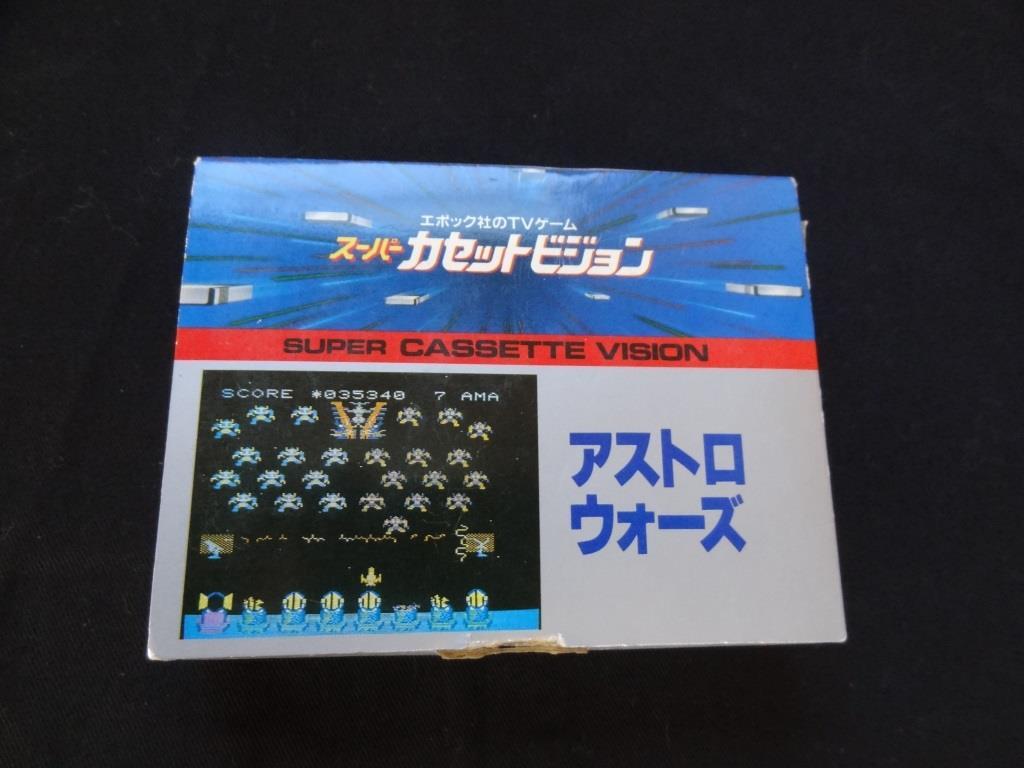 エポック社のTVゲーム
スーパー カセットビジョン
SUPER CASSETTE VISION
SCORE *035340 7 AMA
アストロ
ウォーズ